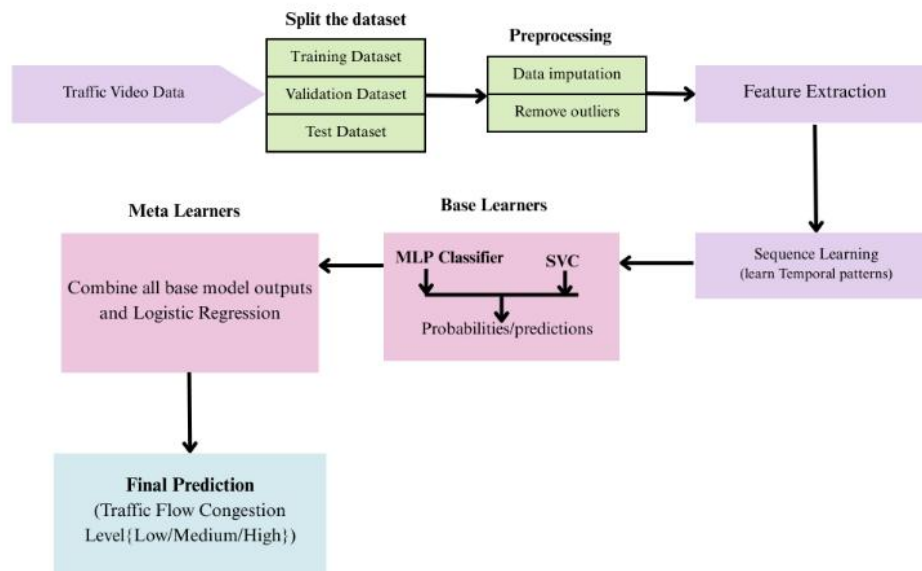 Split the dataset
Training Dataset
Validation Dataset
Test Dataset
Traffic Video Data
Preprocessing
Data imputation
Remove outliers
Feature Extraction
Sequence Learning
(learn Temporal patterns)
Base Learners
MLP Classifier
SVC
Probabilities/predictions
Meta Learners
Combine all base model outputs
and Logistic Regression
Final Prediction
(Traffic Flow Congestion
Level{Low/Medium/High})